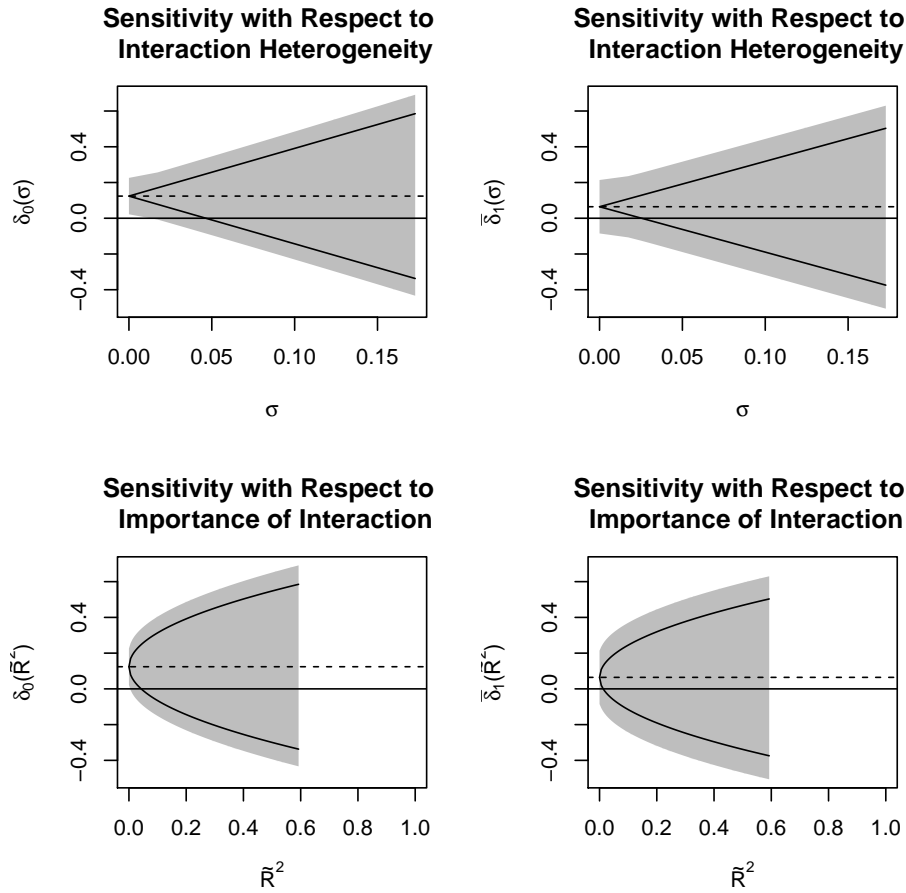 Sensitivity with Respect to
Interaction Heterogeneity
δ₀(σ)
−0.4
0.0
0.4
0.00
0.05
0.10
0.15
σ
Sensitivity with Respect to
Interaction Heterogeneity
δ̅₁(σ)
−0.4
0.0
0.4
0.00
0.05
0.10
0.15
σ
Sensitivity with Respect to
Importance of Interaction
δ₀(R̃²)
−0.4
0.0
0.4
0.0
0.2
0.4
0.6
0.8
1.0
R̃²
Sensitivity with Respect to
Importance of Interaction
δ̅₁(R̃²)
−0.4
0.0
0.4
0.0
0.2
0.4
0.6
0.8
1.0
R̃²